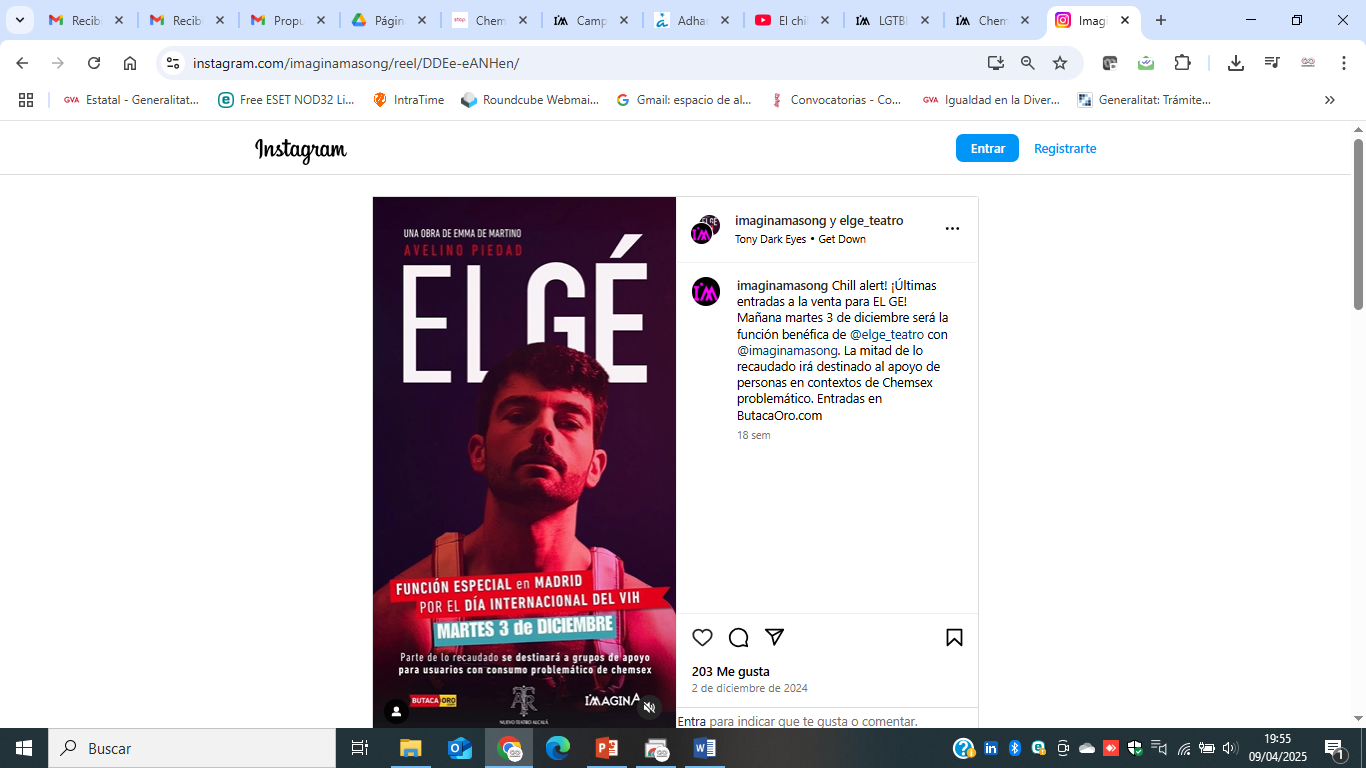 Recib
Recib
Propu
Págin
Chem
Camp
Adha
El chi
LGTBI
Chem
Imagi
instagram.com/imaginamasong/reel/DDEe-eANHen/
Estatal - Generalitat...
Free ESET NOD32 Li...
IntraTime
Roundcube Webmai...
Gmail: espacio de al...
Convocatorias - Co...
GVA Igualdad en la Diver...
Generalitat: Trámite...
Instagram
Entrar
Registrarte
UNA OBRA DE EMMA DE MARTINO
AVELINO PIEDAD
EL GÉ
FUNCIÓN ESPECIAL en MADRID
POR EL DÍA INTERNACIONAL DEL VIH
MARTES 3 de DICIEMBRE
Parte de lo recaudado se destinará a grupos de apoyo
para usuarios con consumo problemático de chemsex
BUTACA ORO
NUEVO TEATRO ALCALÁ
I'MAGINA
imaginamasong y elge_teatro
Tony Dark Eyes • Get Down
imaginamasong Chill alert! ¡Últimas
entradas a la venta para EL GE!
Mañana martes 3 de diciembre será la
función benéfica de @elge_teatro con
@imaginamasong. La mitad de lo
recaudado irá destinado al apoyo de
personas en contextos de Chemsex
problemático. Entradas en
ButacaOro.com
18 sem
203 Me gusta
2 de diciembre de 2024
Entra para indicar que te gusta o comentar.
Buscar
19:55
09/04/2025